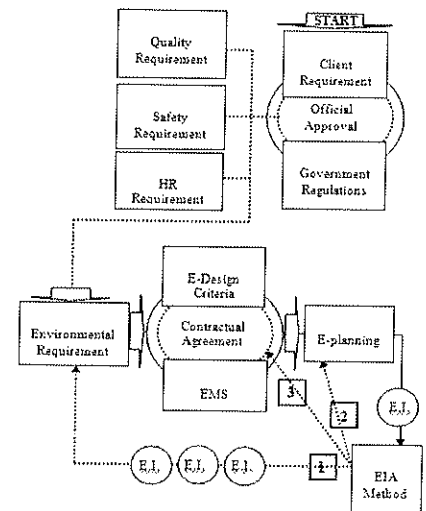 START
Quality
Requirement
Client
Requirement
Safety
Requirement
Official
Approval
HR
Requirement
Government
Regulations
E-Design
Criteria
Environmental
Requirement
Contractual
Agreement
E-planning
EMS
3
2
E.I.
E.I.
E.I.
E.I.
1
EIA
Method